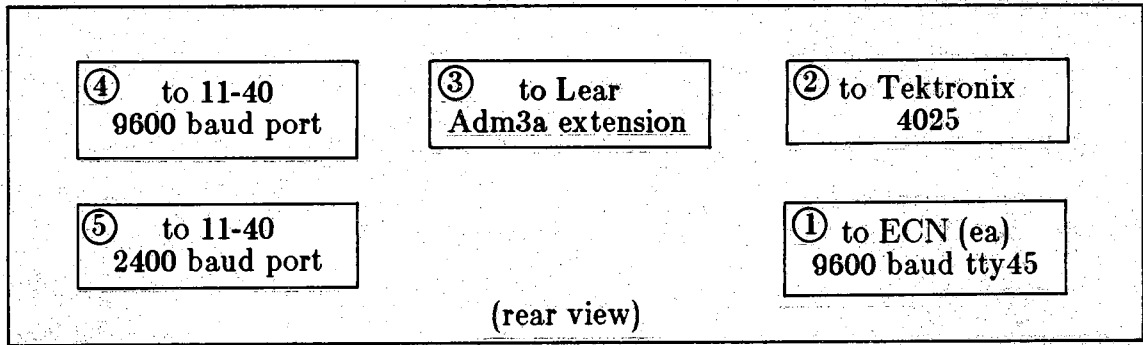 ④ to 11-40
9600 baud port
③ to Lear
Adm3a extension
② to Tektronix
4025
⑤ to 11-40
2400 baud port
① to ECN (ea)
9600 baud tty45
(rear view)